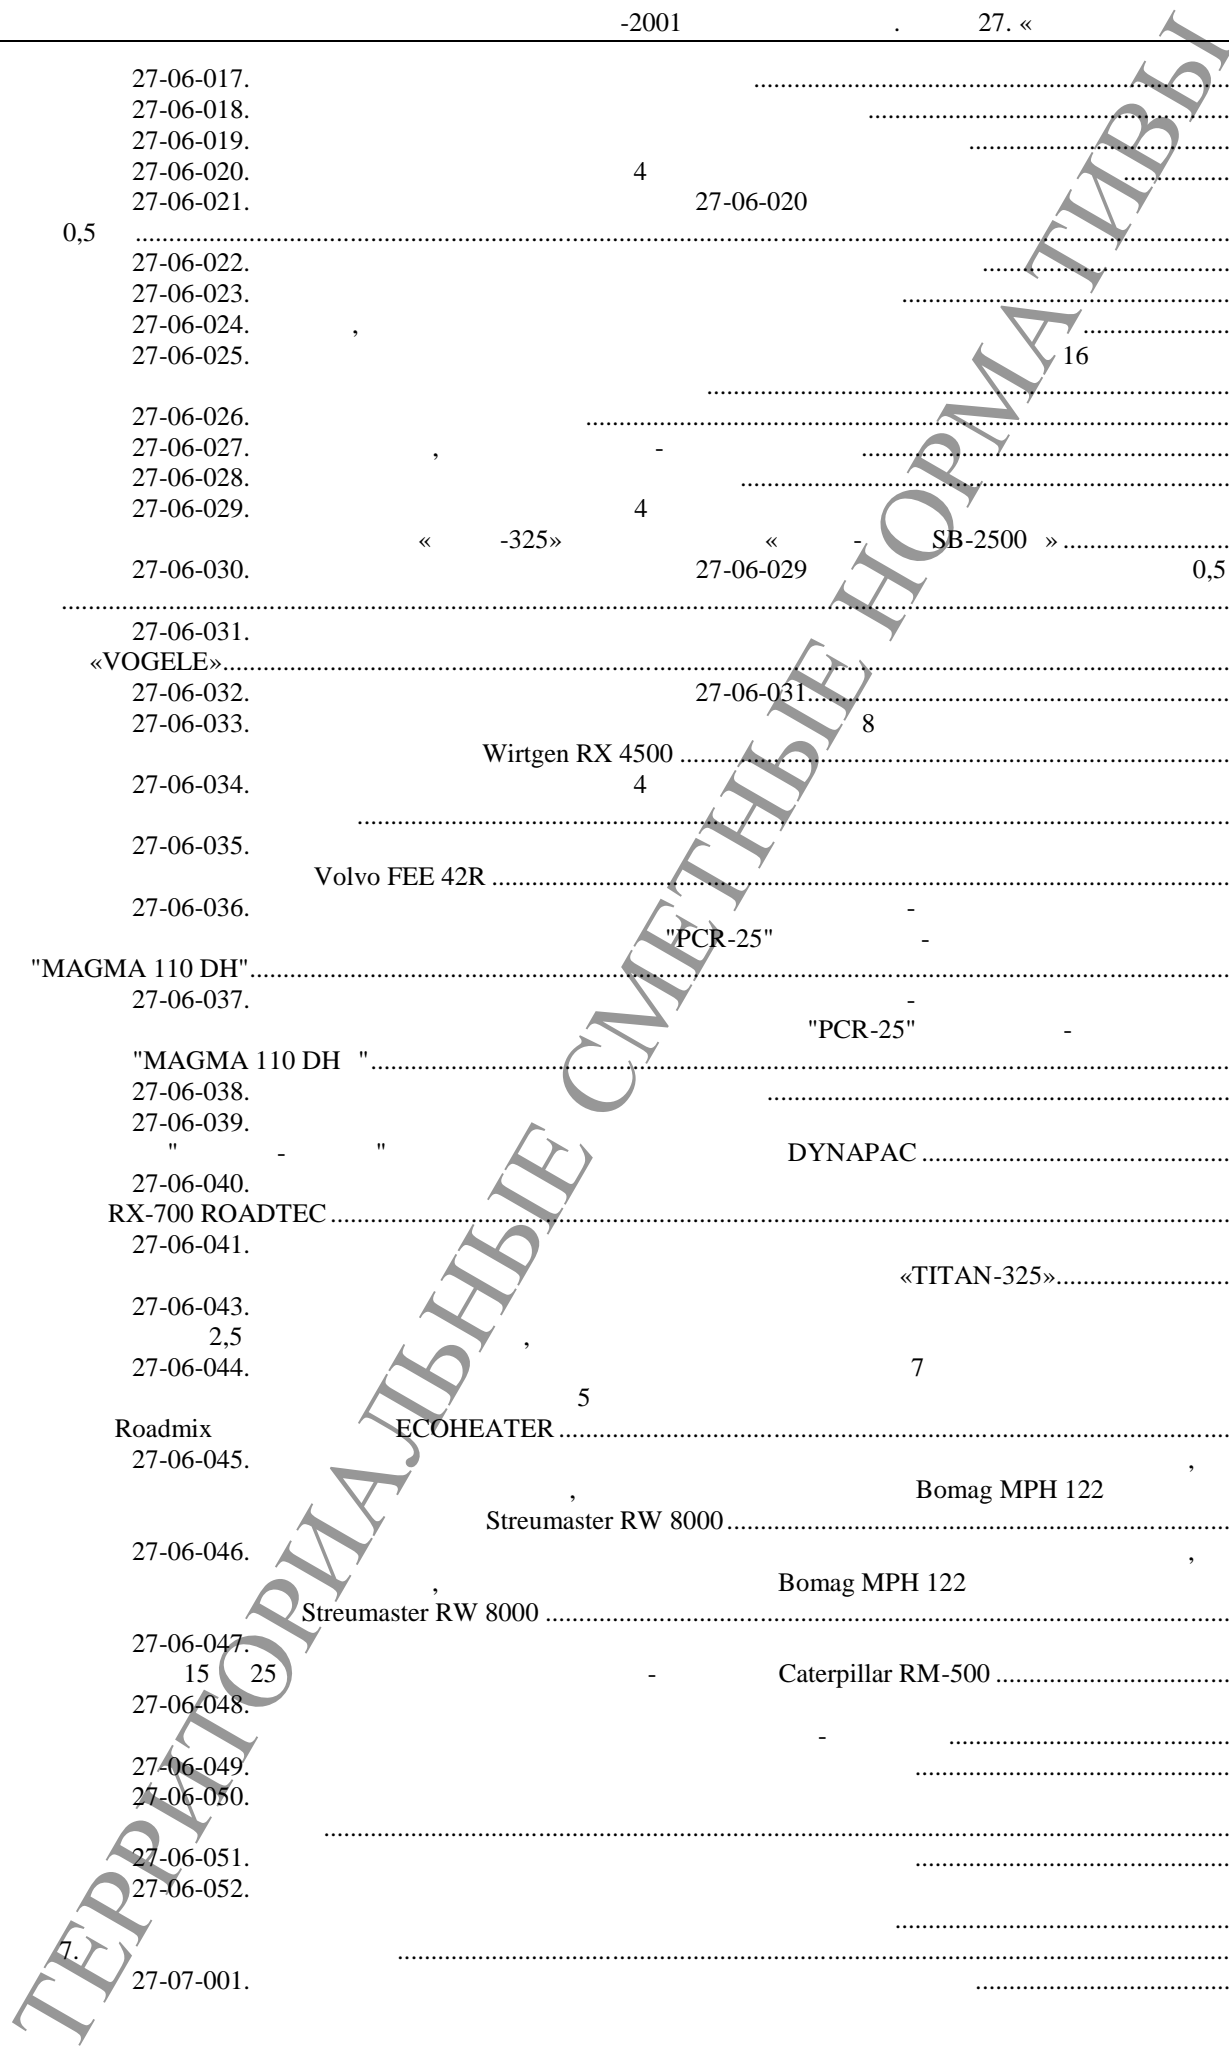 -2001 . 27. «
27-06-017. ....................
27-06-018. ....................
27-06-019. ....................
27-06-020. 4 ....................
27-06-021. 27-06-020
0,5 ....................
27-06-022. ....................
27-06-023. ....................
27-06-024. , ....................
27-06-025. 16
....................
27-06-026. ....................
27-06-027. , - ....................
27-06-028. ....................
27-06-029. 4
« -325» « - SB-2500 » ....................
27-06-030. 27-06-029 0,5
....................
27-06-031.
«VOGELE»....................
27-06-032. 27-06-031....................
27-06-033. 8
Wirtgen RX 4500 ....................
27-06-034. 4
....................
27-06-035.
Volvo FEE 42R ....................
27-06-036. -
"PCR-25" -
"MAGMA 110 DH"....................
27-06-037. -
"PCR-25" -
"MAGMA 110 DH "....................
27-06-038. ....................
27-06-039.
" - " DYNAPAC ....................
27-06-040.
RX-700 ROADTEC ....................
27-06-041.
«TITAN-325»....................
27-06-043.
2,5 ,
27-06-044. 7
5
Roadmix ECOHEATER ....................
27-06-045. ,
, Bomag MPH 122
Streumaster RW 8000 ....................
27-06-046. ,
, Bomag MPH 122
Streumaster RW 8000 ....................
27-06-047.
15 25 - Caterpillar RM-500 ....................
27-06-048.
- ....................
27-06-049. ....................
27-06-050.
....................
27-06-051. ....................
27-06-052.
....................
7. ....................
27-07-001. ....................
ТЕРРИТОРИАЛЬНЫЕ СМЕТНЫЕ НОРМАТИВЫ